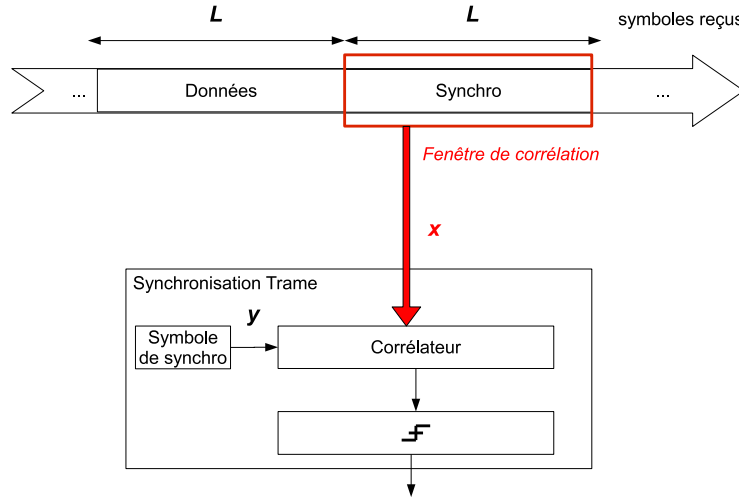 L L symboles reçus
... Données Synchro ...
Fenêtre de corrélation
x
Synchronisation Trame
y
Symbole
de synchro
Corrélateur